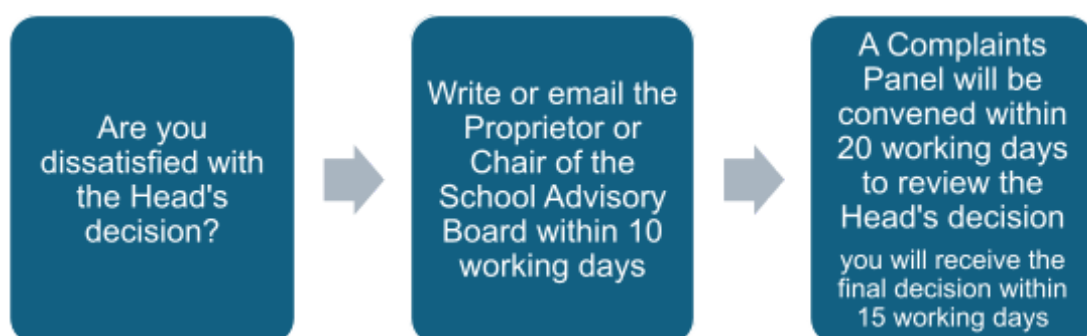 Are you
dissatisfied with
the Head's
decision?
Write or email the
Proprietor or
Chair of the
School Advisory
Board within 10
working days
A Complaints
Panel will be
convened within
20 working days
to review the
Head's decision
you will receive the
final decision within
15 working days